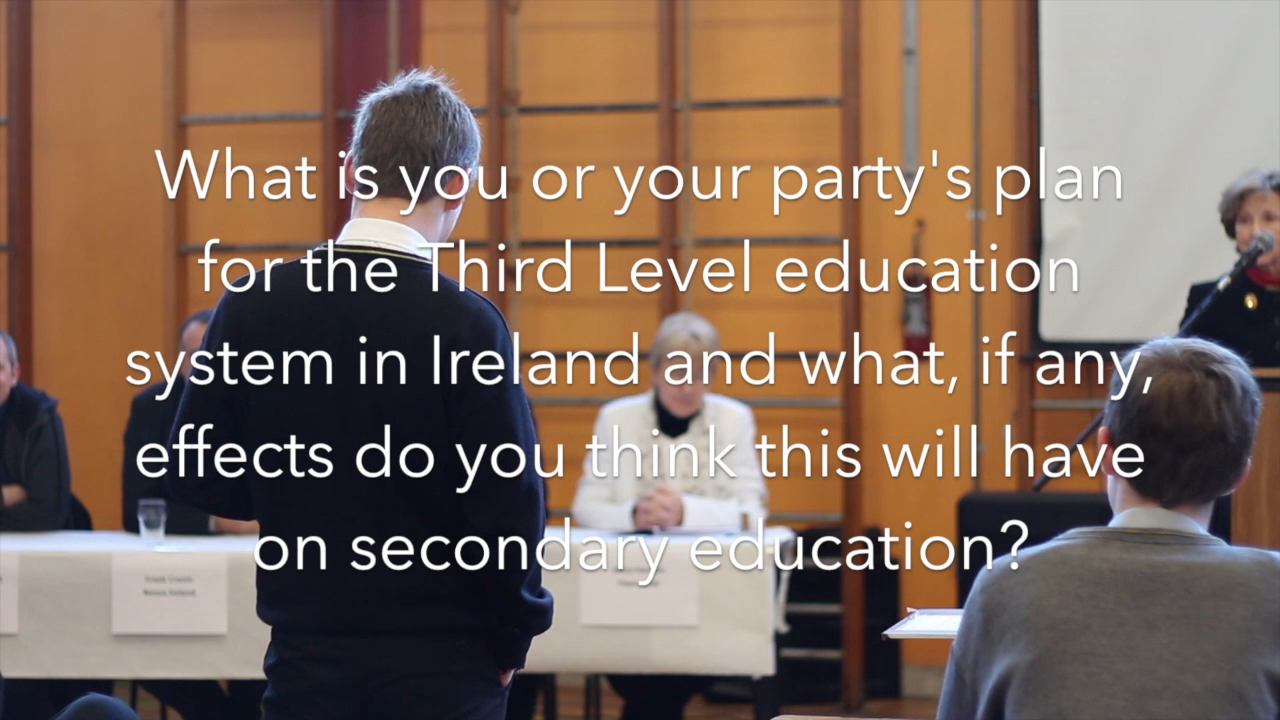 What is you or your party's plan
for the Third Level education
system in Ireland and what, if any,
effects do you think this will have
on secondary education?